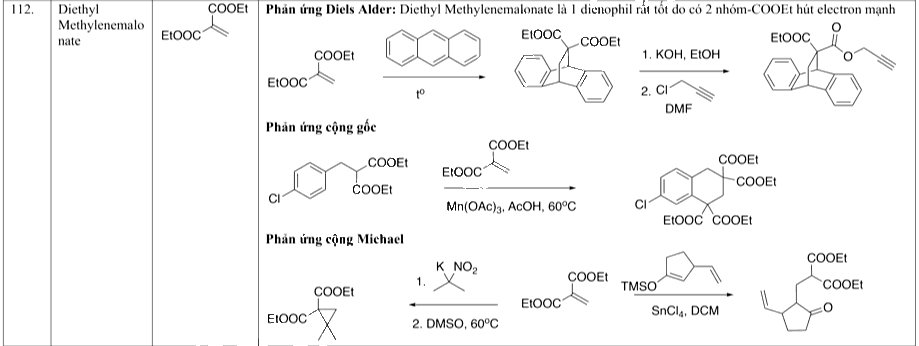 112.
Diethyl
Methylenemalo
nate
COOEt
EtOOC
Phản ứng Diels Alder: Diethyl Methylenemalonate là 1 dienophil rất tốt do có 2 nhóm-COOEt hút electron mạnh
COOEt
EtOOC
t⁰
EtOOC
COOEt
1. KOH, EtOH
2. Cl
DMF
EtOOC
O
O
Phản ứng cộng gốc
COOEt
COOEt
Cl
COOEt
EtOOC
Mn(OAc)₃, AcOH, 60⁰C
COOEt
COOEt
Cl
EtOOC COOEt
Phản ứng cộng Michael
COOEt
EtOOC
K NO₂
1.
2. DMSO, 60⁰C
COOEt
EtOOC
TMSO
SnCl₄, DCM
COOEt
COOEt
O